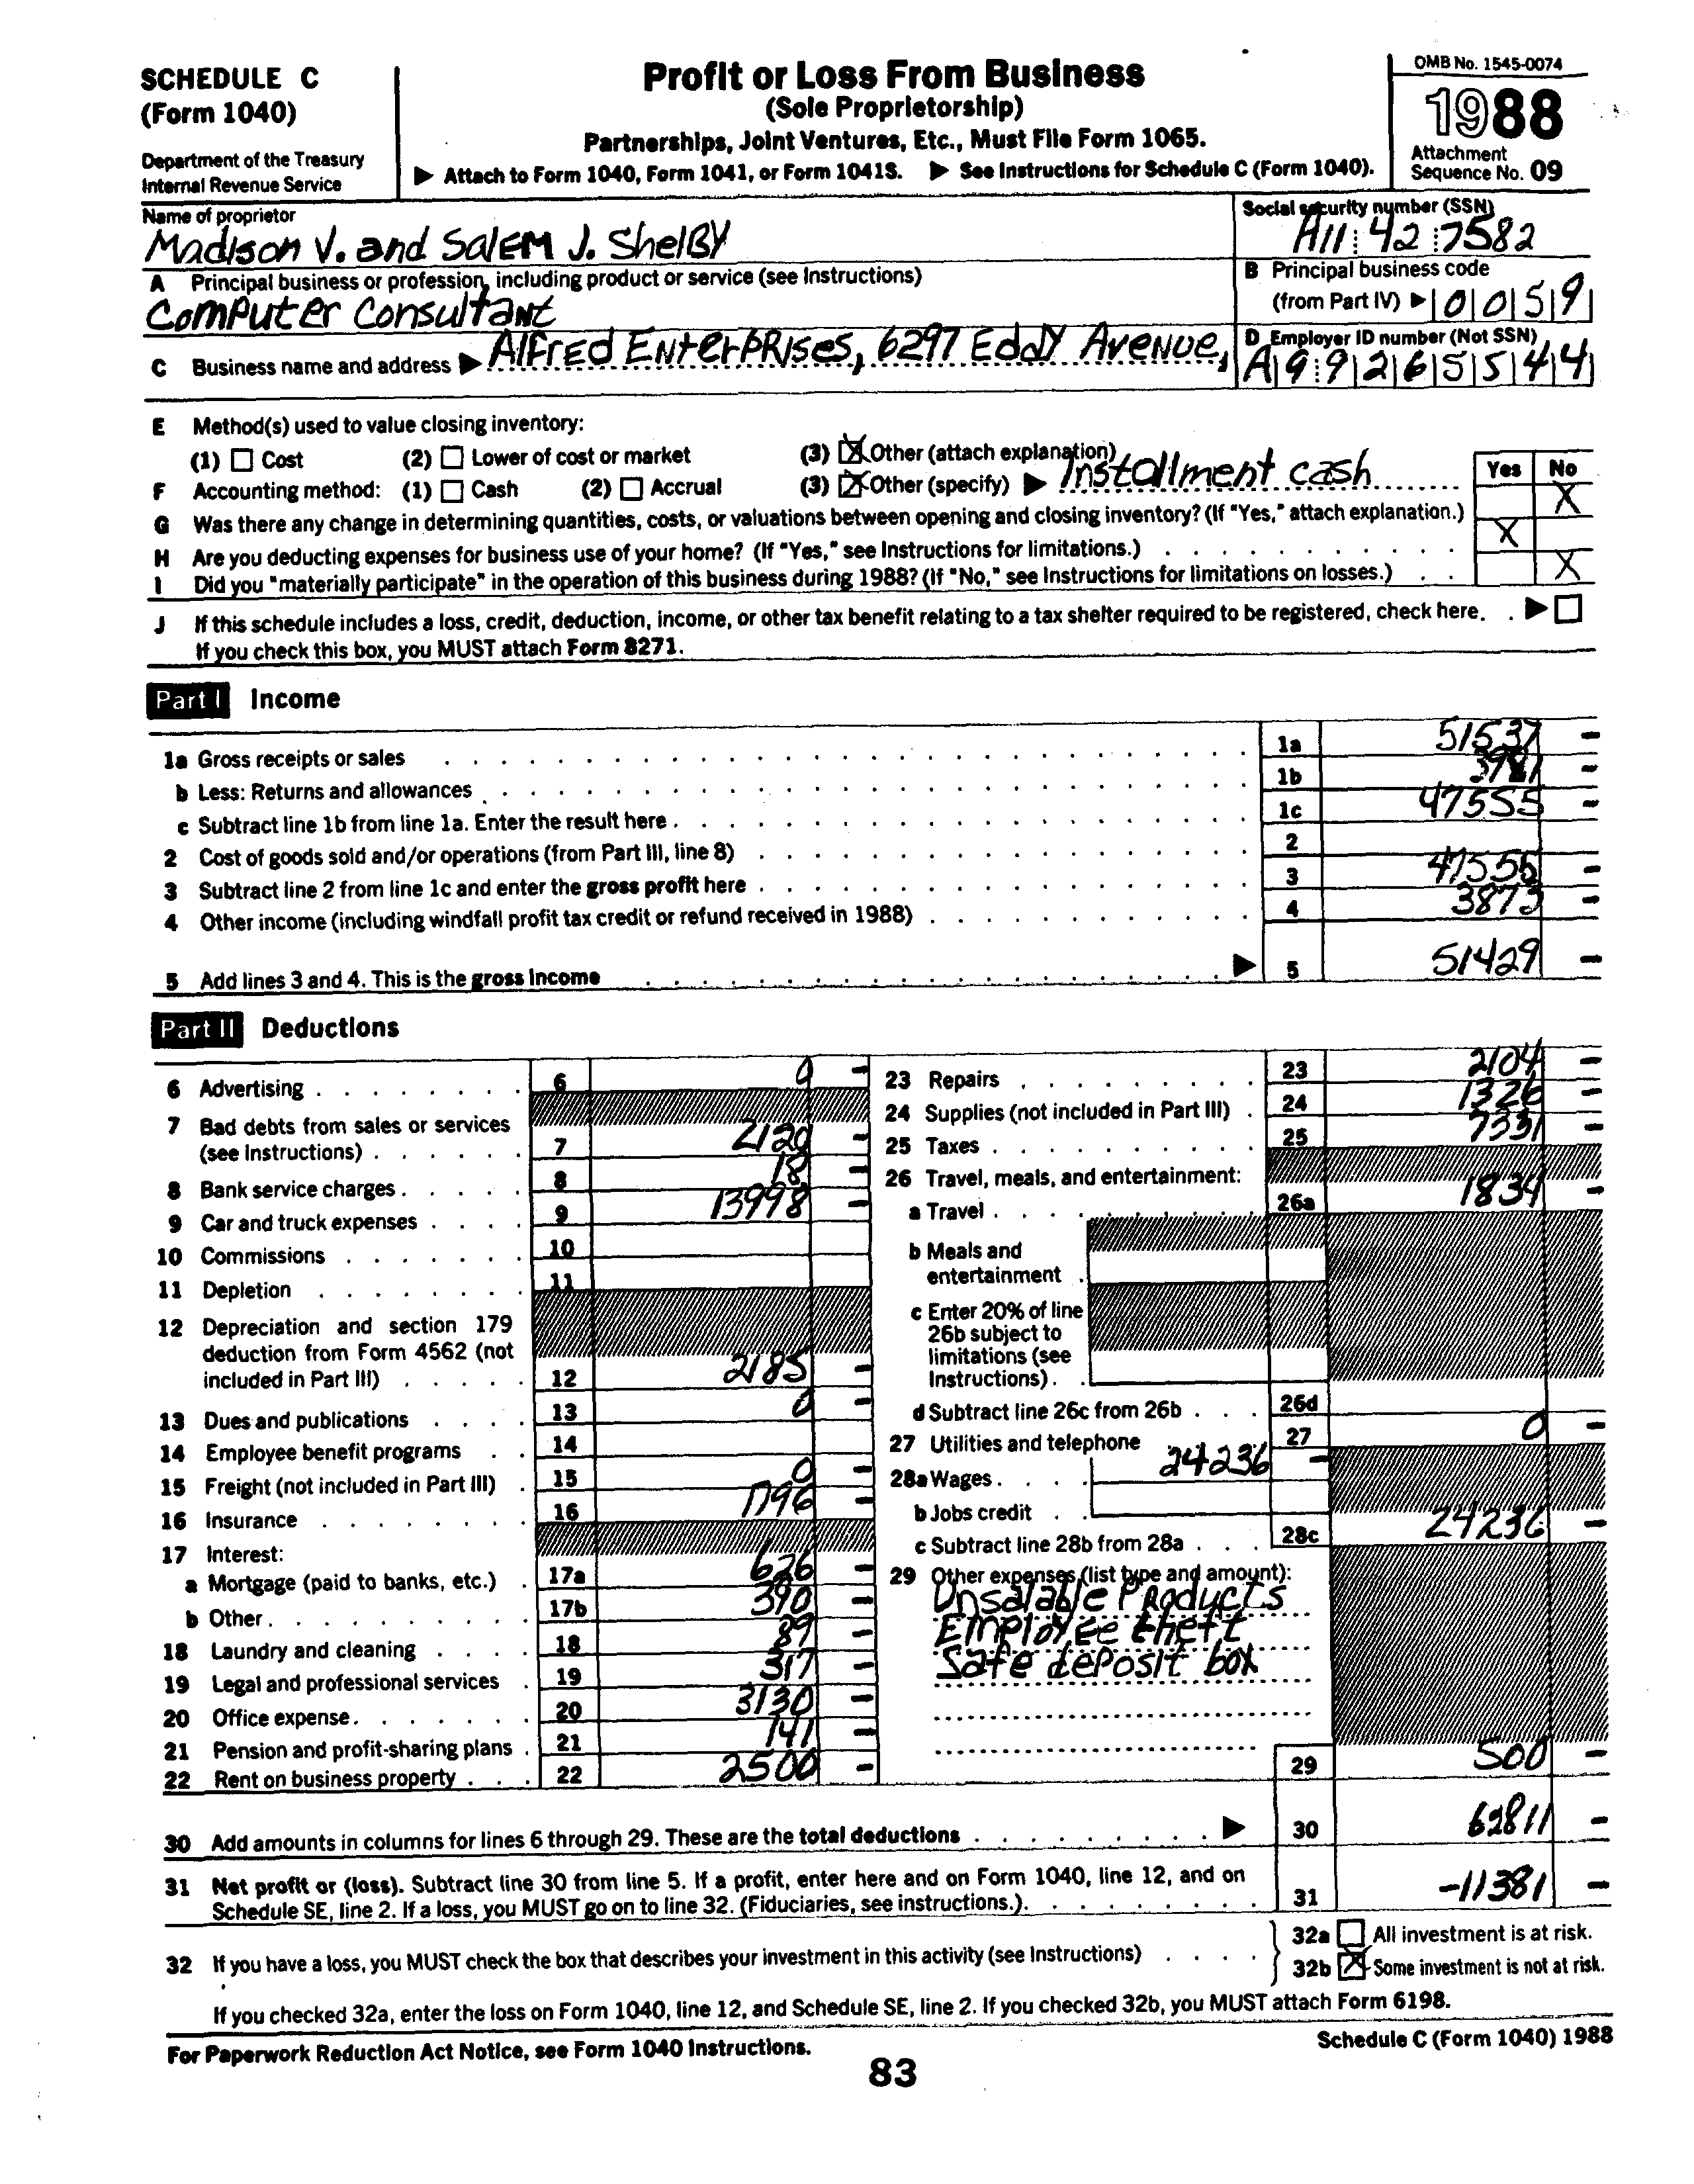 SCHEDULE C
(Form 1040)
Department of the Treasury
Internal Revenue Service
Profit or Loss From Business
(Sole Proprietorship)
Partnerships, Joint Ventures, Etc., Must File Form 1065.
▶ Attach to Form 1040, Form 1041, or Form 1041S. ▶ See Instructions for Schedule C (Form 1040).
OMB No. 1545-0074
1988
Attachment
Sequence No. 09
Name of proprietor
Madison V. and Salem J. Shelby
Social security number (SSN)
A11 42 7582
A Principal business or profession, including product or service (see Instructions)
Computer Consultant
B Principal business code
(from Part IV) ▶ 0 0 5 9
C Business name and address ▶ Alfred Enterprises, 6297 Eddy Avenue,
D Employer ID number (Not SSN)
A 9 9 2 6 5 5 4 4
E Method(s) used to value closing inventory:
(1) ☐ Cost (2) ☐ Lower of cost or market (3) ☒ Other (attach explanation)
F Accounting method: (1) ☐ Cash (2) ☐ Accrual (3) ☒ Other (specify) ▶ Installment cash
Yes No
G Was there any change in determining quantities, costs, or valuations between opening and closing inventory? (If "Yes," attach explanation.) X
H Are you deducting expenses for business use of your home? (If "Yes," see Instructions for limitations.) X
I Did you "materially participate" in the operation of this business during 1988? (If "No," see Instructions for limitations on losses.) X
J If this schedule includes a loss, credit, deduction, income, or other tax benefit relating to a tax shelter required to be registered, check here. ▶ ☐
If you check this box, you MUST attach Form 8271.
Part I Income
1a Gross receipts or sales 1a 51537 -
b Less: Returns and allowances 1b -
c Subtract line 1b from line 1a. Enter the result here 1c 47555 -
2 Cost of goods sold and/or operations (from Part III, line 8) 2
3 Subtract line 2 from line 1c and enter the gross profit here 3 47555 -
4 Other income (including windfall profit tax credit or refund received in 1988) 4 3873 -
5 Add lines 3 and 4. This is the gross income ▶ 5 51429 -
Part II Deductions
6 Advertising 6 0 -
7 Bad debts from sales or services
(see Instructions) 7 2120 -
8 Bank service charges 8 18 -
9 Car and truck expenses 9 13998 -
10 Commissions 10
11 Depletion 11
12 Depreciation and section 179
deduction from Form 4562 (not
included in Part III) 12 2185 -
13 Dues and publications 13 0 -
14 Employee benefit programs 14
15 Freight (not included in Part III) 15 0 -
16 Insurance 16 1796 -
17 Interest:
a Mortgage (paid to banks, etc.) 17a 626 -
b Other 17b 390 -
18 Laundry and cleaning 18 89 -
19 Legal and professional services 19 317 -
20 Office expense 20 3130 -
21 Pension and profit-sharing plans 21 141 -
22 Rent on business property 22 2500 -
23 Repairs 23 2104 -
24 Supplies (not included in Part III) 24 1326 -
25 Taxes 25 7331 -
26 Travel, meals, and entertainment:
a Travel 26a 1834 -
b Meals and
entertainment
c Enter 20% of line
26b subject to
limitations (see
Instructions)
d Subtract line 26c from 26b 26d
27 Utilities and telephone 27 0 -
28a Wages 24236 -
b Jobs credit
c Subtract line 28b from 28a 28c 24236 -
29 Other expenses (list type and amount):
Unsalable Products
Employee theft
Safe deposit box
29 500 -
30 Add amounts in columns for lines 6 through 29. These are the total deductions ▶ 30 62811 -
31 Net profit or (loss). Subtract line 30 from line 5. If a profit, enter here and on Form 1040, line 12, and on
Schedule SE, line 2. If a loss, you MUST go on to line 32. (Fiduciaries, see instructions.) 31 -11381 -
32 If you have a loss, you MUST check the box that describes your investment in this activity (see Instructions)
32a ☐ All investment is at risk.
32b ☒ Some investment is not at risk.
If you checked 32a, enter the loss on Form 1040, line 12, and Schedule SE, line 2. If you checked 32b, you MUST attach Form 6198.
For Paperwork Reduction Act Notice, see Form 1040 Instructions.
Schedule C (Form 1040) 1988
83